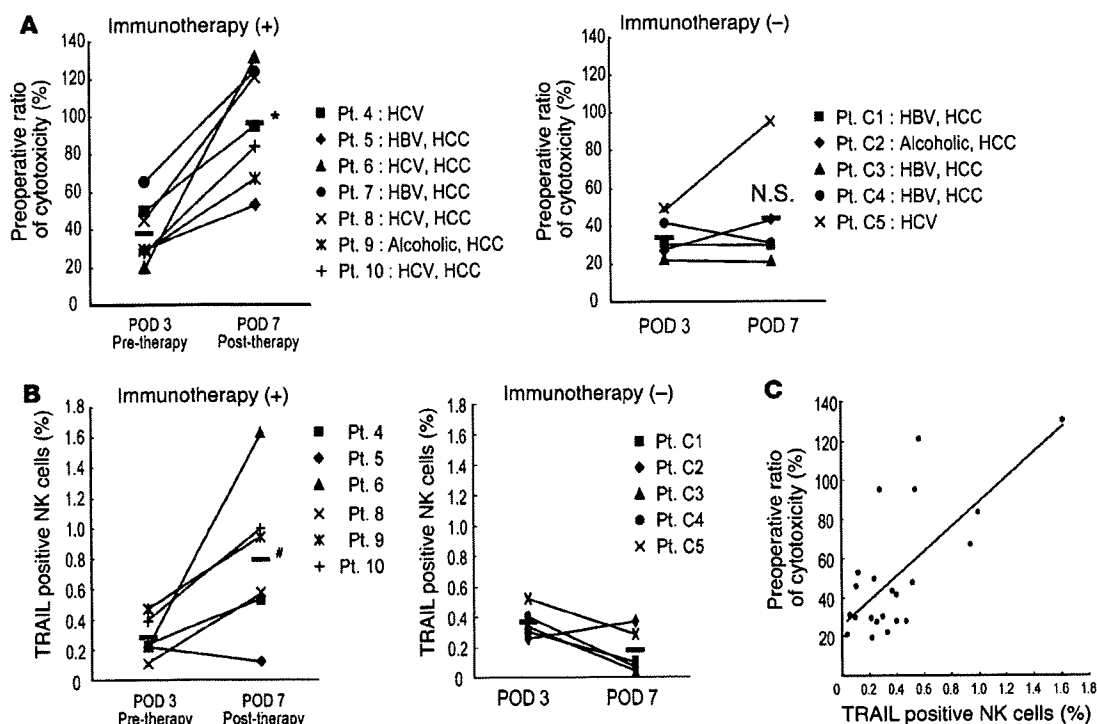 A
Immunotherapy (+)
Preoperative ratio
of cytotoxicity (%)
140
120
100
80
60
40
20
0
*
POD 3
Pre-therapy
POD 7
Post-therapy
Pt. 4 : HCV
Pt. 5 : HBV, HCC
Pt. 6 : HCV, HCC
Pt. 7 : HBV, HCC
Pt. 8 : HCV, HCC
Pt. 9 : Alcoholic, HCC
Pt. 10 : HCV, HCC
Immunotherapy (–)
Preoperative ratio
of cytotoxicity (%)
140
120
100
80
60
40
20
0
N.S.
POD 3
POD 7
Pt. C1 : HBV, HCC
Pt. C2 : Alcoholic, HCC
Pt. C3 : HBV, HCC
Pt. C4 : HBV, HCC
Pt. C5 : HCV
B
Immunotherapy (+)
TRAIL positive NK cells (%)
1.8
1.6
1.4
1.2
1.0
0.8
0.6
0.4
0.2
0
#
POD 3
Pre-therapy
POD 7
Post-therapy
Pt. 4
Pt. 5
Pt. 6
Pt. 8
Pt. 9
Pt. 10
Immunotherapy (–)
TRAIL positive NK cells (%)
1.8
1.6
1.4
1.2
1.0
0.8
0.6
0.4
0.2
0
POD 3
POD 7
Pt. C1
Pt. C2
Pt. C3
Pt. C4
Pt. C5
C
Preoperative ratio
of cytotoxicity (%)
140
120
100
80
60
40
20
0 0.2 0.4 0.6 0.8 1.0 1.2 1.4 1.6 1.8
TRAIL positive NK cells (%)